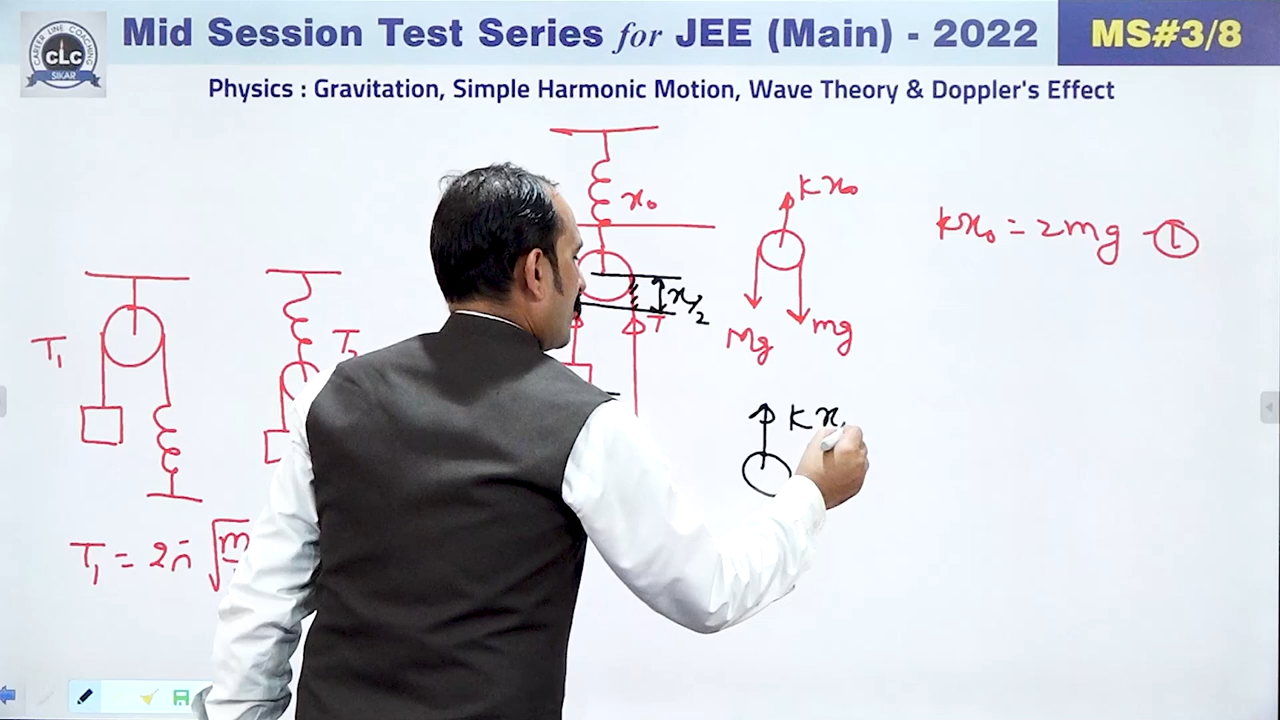 CAREER LINE COACHING
CLC
SIKAR
Mid Session Test Series for JEE (Main) - 2022
MS#3/8
Physics : Gravitation, Simple Harmonic Motion, Wave Theory & Doppler's Effect
x₀
Kx₀
Kx₀ = 2mg -①
T₁
T₂
x/2
T
Mg
mg
K x
T₁ = 2π √m